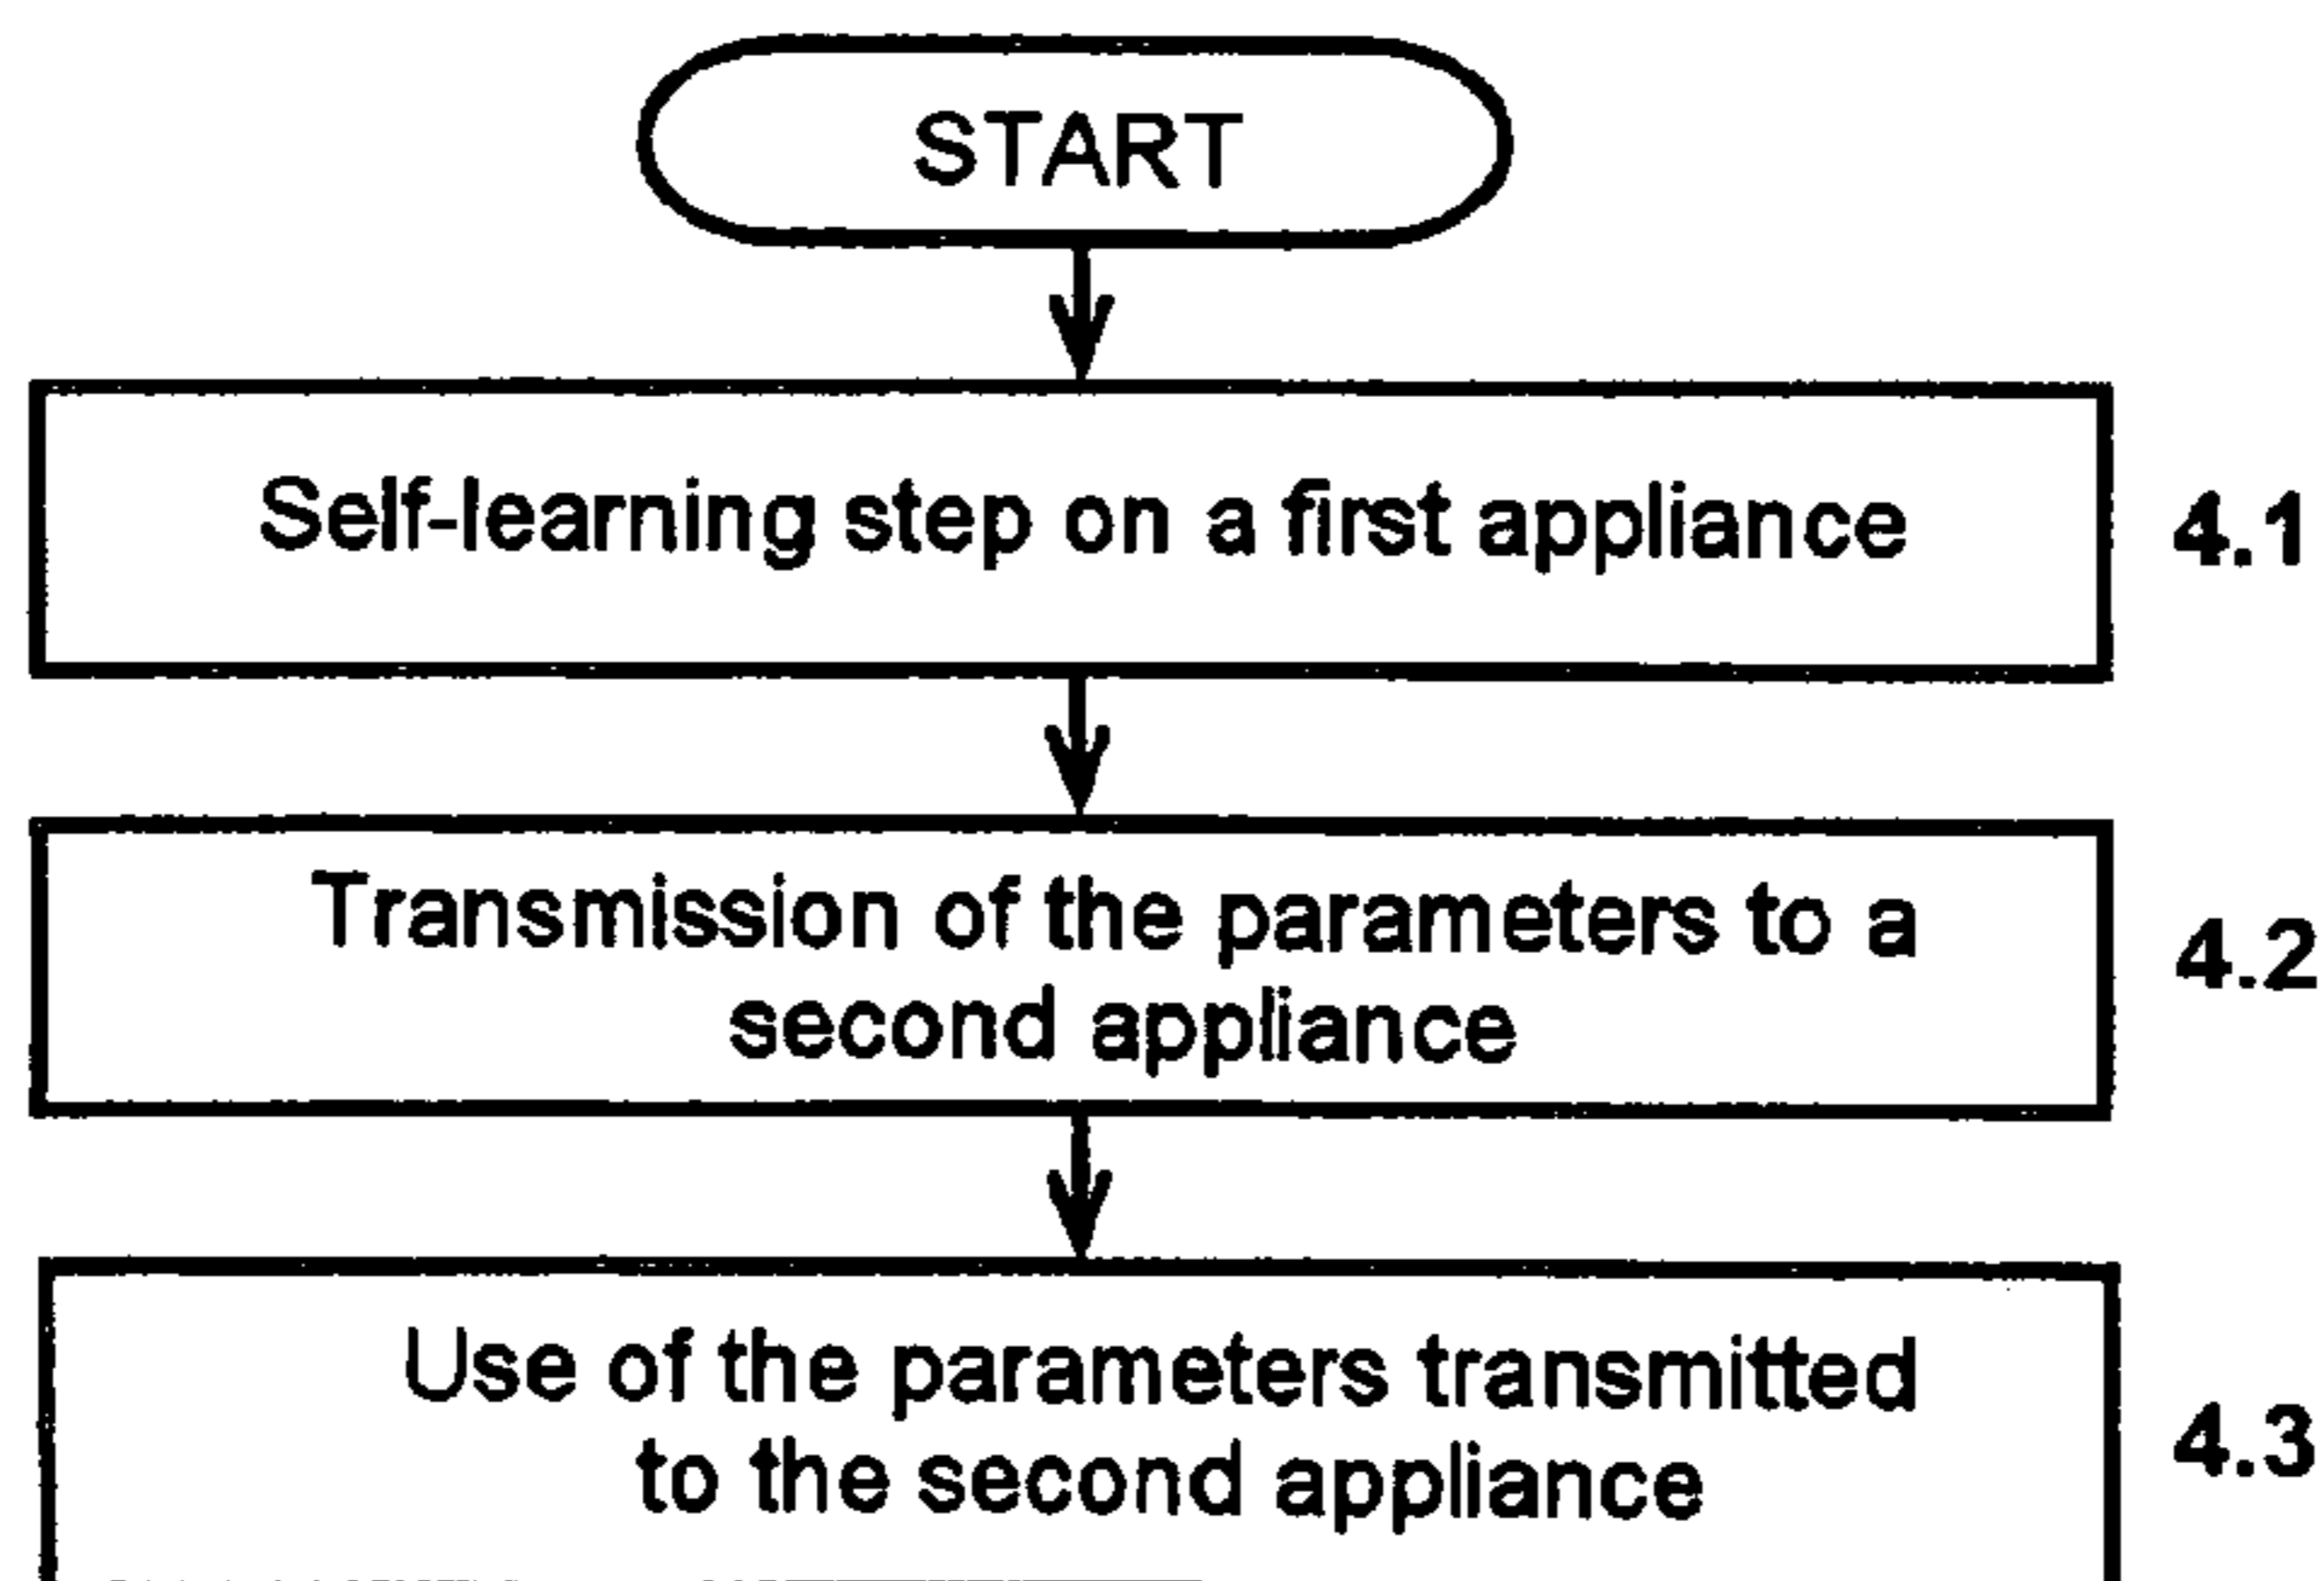 START
Self-learning step on a first appliance
4.1
Transmission of the parameters to a
second appliance
4.2
Use of the parameters transmitted
to the second appliance
4.3